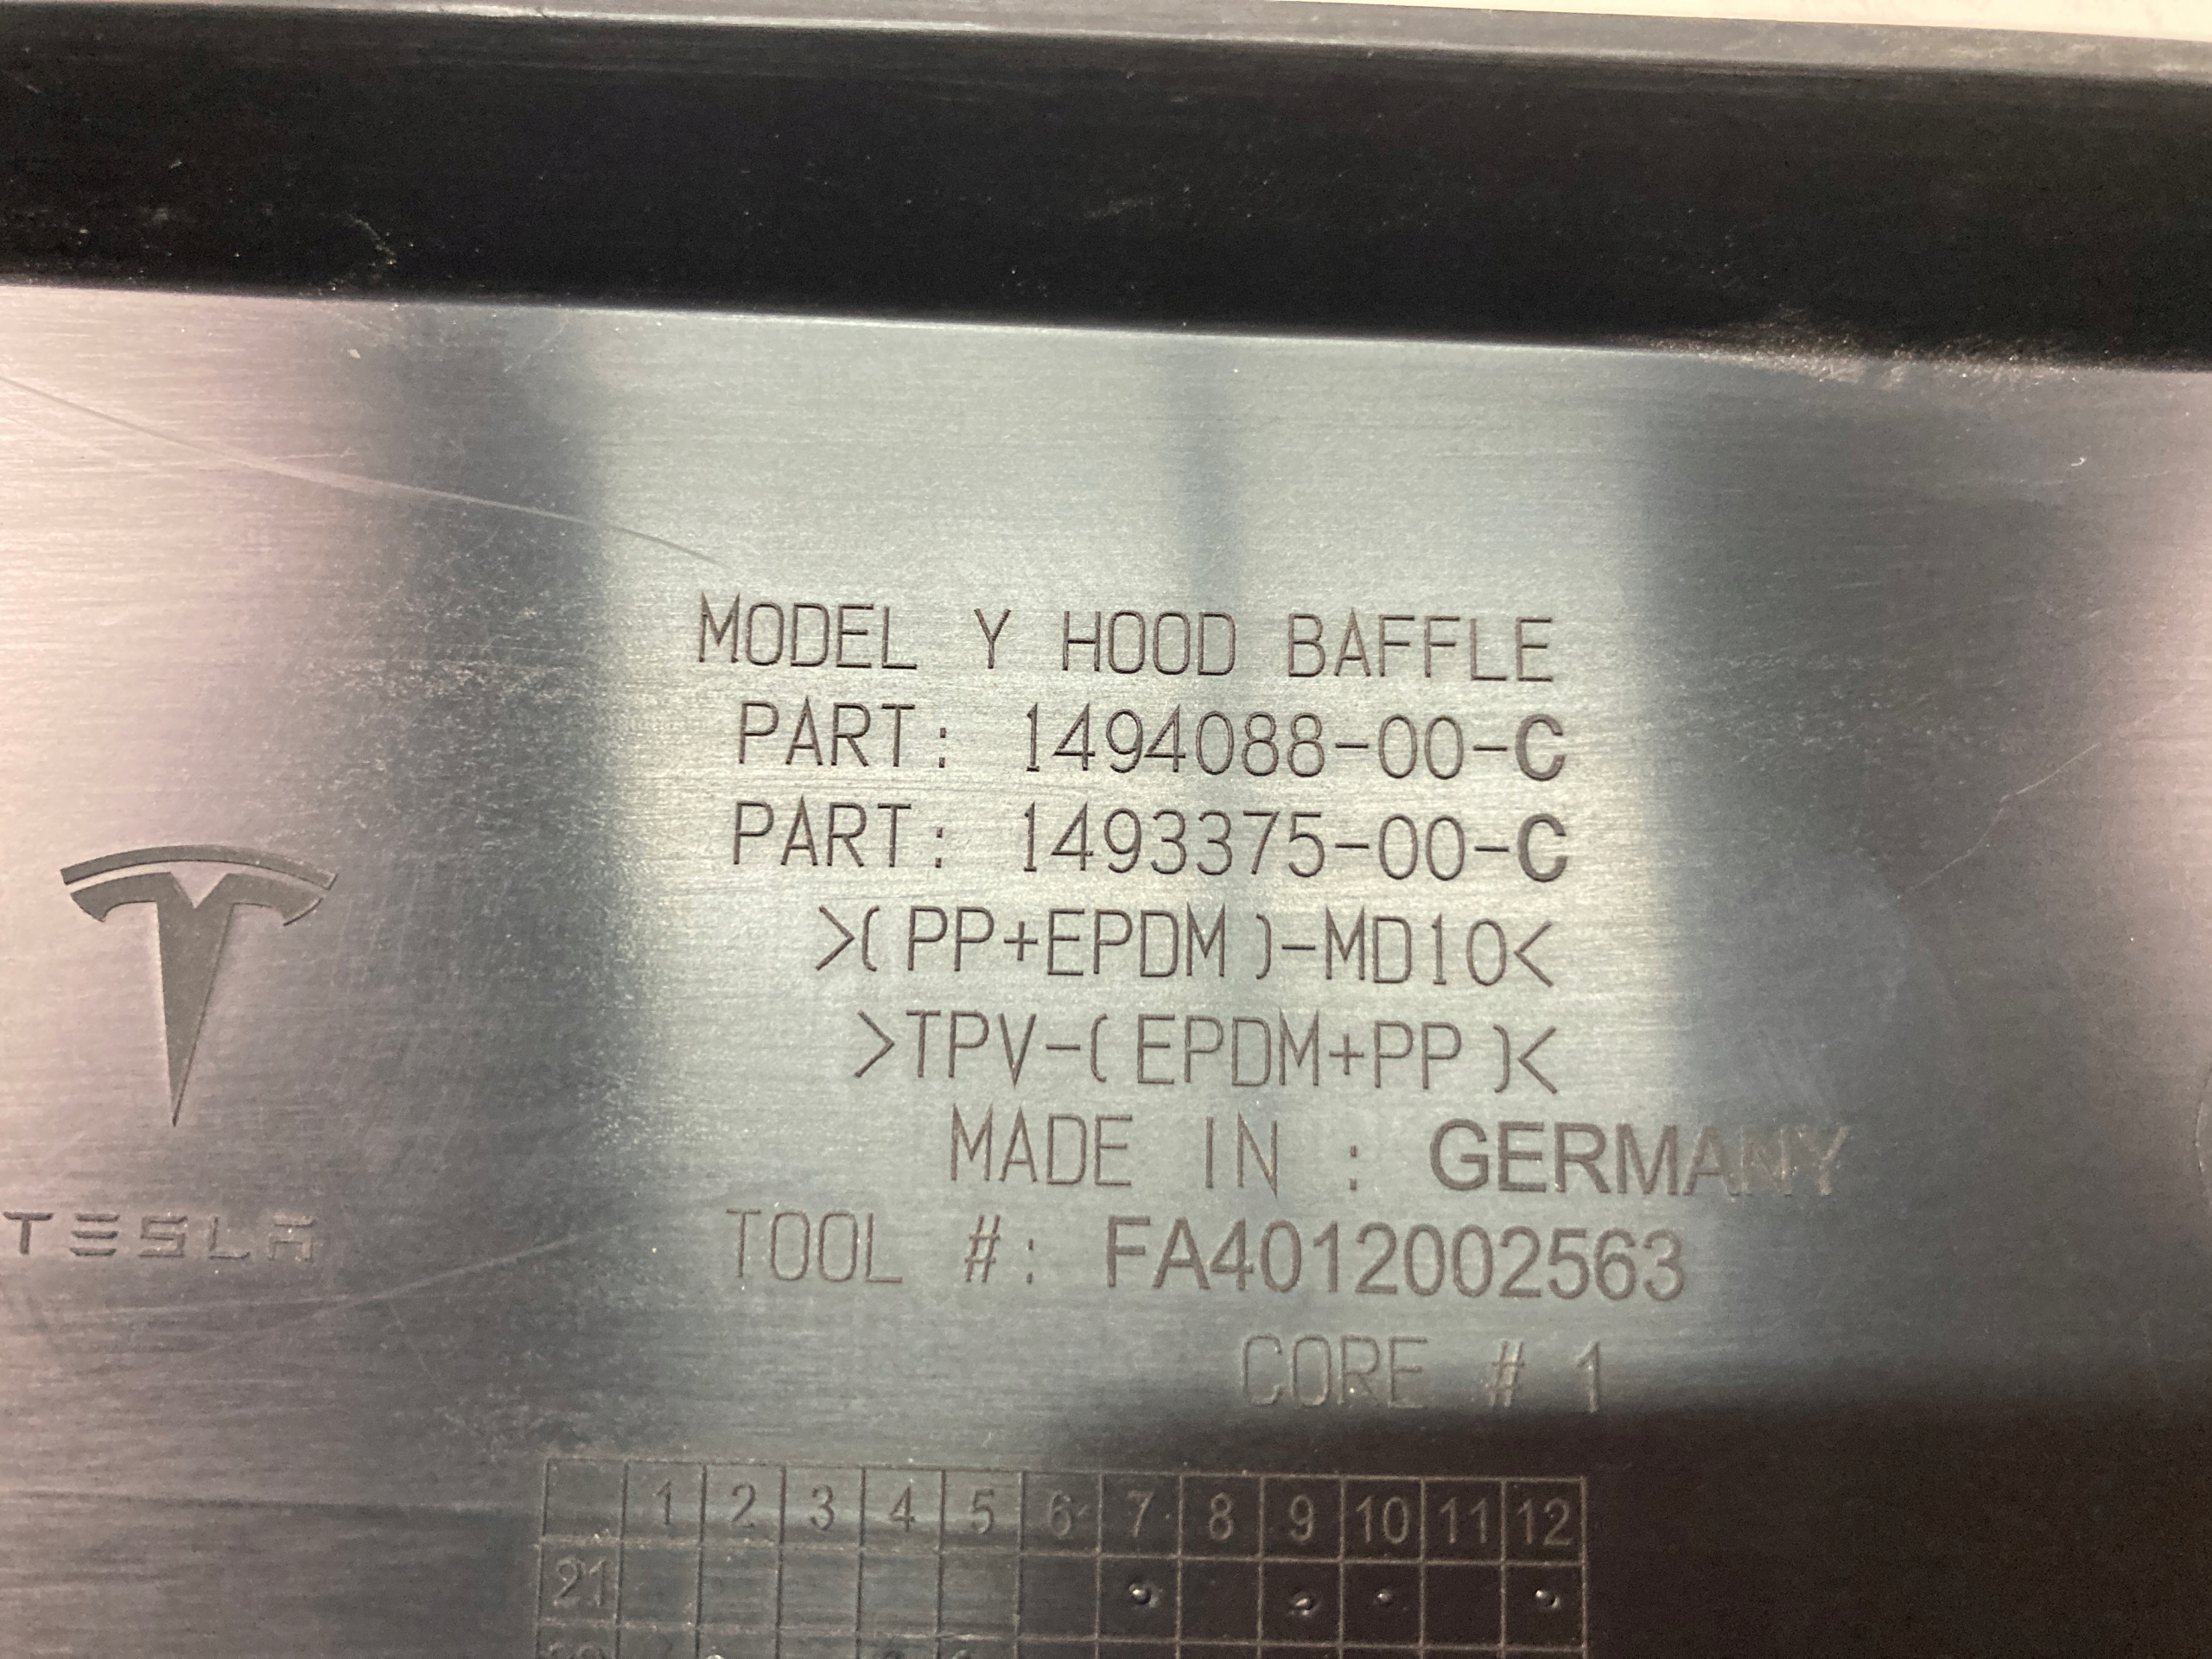 MODEL Y HOOD BAFFLE
PART: 1494088-00-C
PART: 1493375-00-C
>(PP+EPDM)-MD10<
>TPV-(EPDM+PP)<
MADE IN : GERMANY
TESLA
TOOL #: FA4012002563
CORE # 1
1 2 3 4 5 6 7 8 9 10 11 12
21